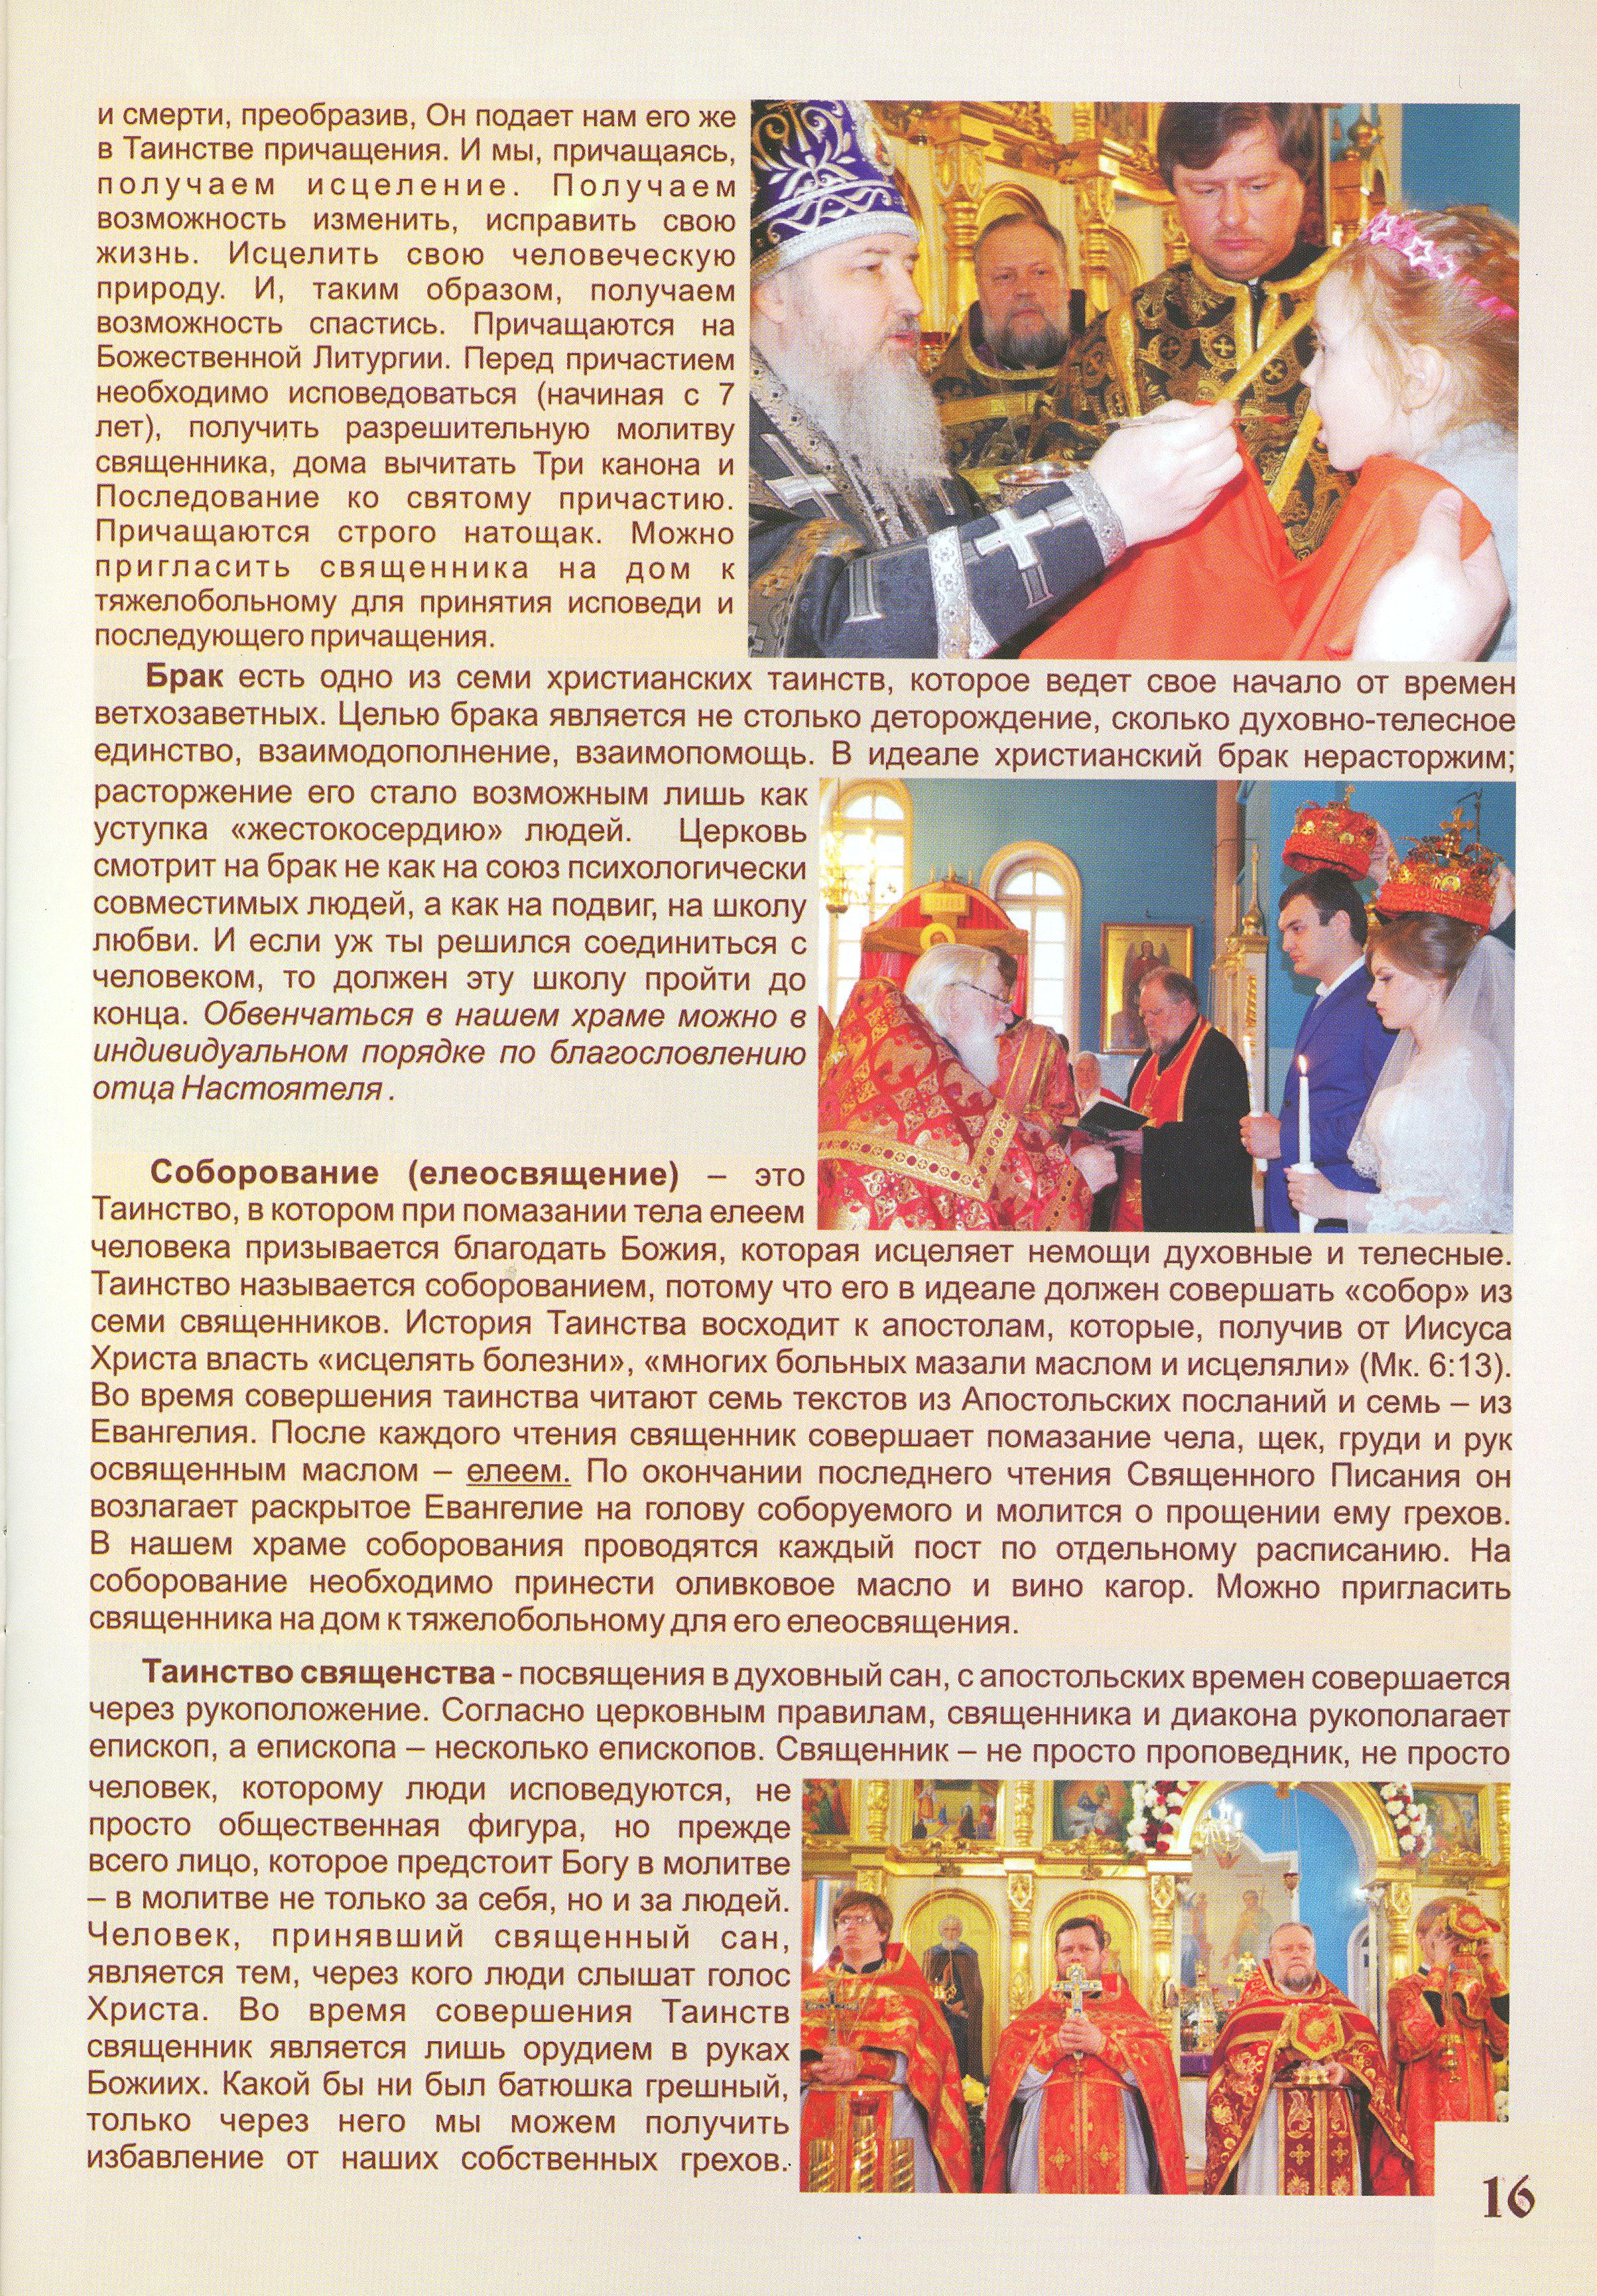 и смерти, преобразив, Он подает нам его же
в Таинстве причащения. И мы, причащаясь,
получаем исцеление. Получаем
возможность изменить, исправить свою
жизнь. Исцелить свою человеческую
природу. И, таким образом, получаем
возможность спастись. Причащаются на
Божественной Литургии. Перед причастием
необходимо исповедоваться (начиная с 7
лет), получить разрешительную молитву
священника, дома вычитать Три канона и
Последование ко святому причастию.
Причащаются строго натощак. Можно
пригласить священника на дом к
тяжелобольному для принятия исповеди и
последующего причащения.
Брак есть одно из семи христианских таинств, которое ведет свое начало от времен
ветхозаветных. Целью брака является не столько деторождение, сколько духовно-телесное
единство, взаимодополнение, взаимопомощь. В идеале христианский брак нерасторжим;
расторжение его стало возможным лишь как
уступка «жестокосердию» людей. Церковь
смотрит на брак не как на союз психологически
совместимых людей, а как на подвиг, на школу
любви. И если уж ты решился соединиться с
человеком, то должен эту школу пройти до
конца. Обвенчаться в нашем храме можно в
индивидуальном порядке по благословлению
отца Настоятеля .
Соборование (елеосвящение) – это
Таинство, в котором при помазании тела елеем
человека призывается благодать Божия, которая исцеляет немощи духовные и телесные.
Таинство называется соборованием, потому что его в идеале должен совершать «собор» из
семи священников. История Таинства восходит к апостолам, которые, получив от Иисуса
Христа власть «исцелять болезни», «многих больных мазали маслом и исцеляли» (Мк. 6:13).
Во время совершения таинства читают семь текстов из Апостольских посланий и семь – из
Евангелия. После каждого чтения священник совершает помазание чела, щек, груди и рук
освященным маслом – елеем. По окончании последнего чтения Священного Писания он
возлагает раскрытое Евангелие на голову соборуемого и молится о прощении ему грехов.
В нашем храме соборования проводятся каждый пост по отдельному расписанию. На
соборование необходимо принести оливковое масло и вино кагор. Можно пригласить
священника на дом к тяжелобольному для его елеосвящения.
Таинство священства - посвящения в духовный сан, с апостольских времен совершается
через рукоположение. Согласно церковным правилам, священника и диакона рукополагает
епископ, а епископа – несколько епископов. Священник – не просто проповедник, не просто
человек, которому люди исповедуются, не
просто общественная фигура, но прежде
всего лицо, которое предстоит Богу в молитве
– в молитве не только за себя, но и за людей.
Человек, принявший священный сан,
является тем, через кого люди слышат голос
Христа. Во время совершения Таинств
священник является лишь орудием в руках
Божиих. Какой бы ни был батюшка грешный,
только через него мы можем получить
избавление от наших собственных грехов.
16